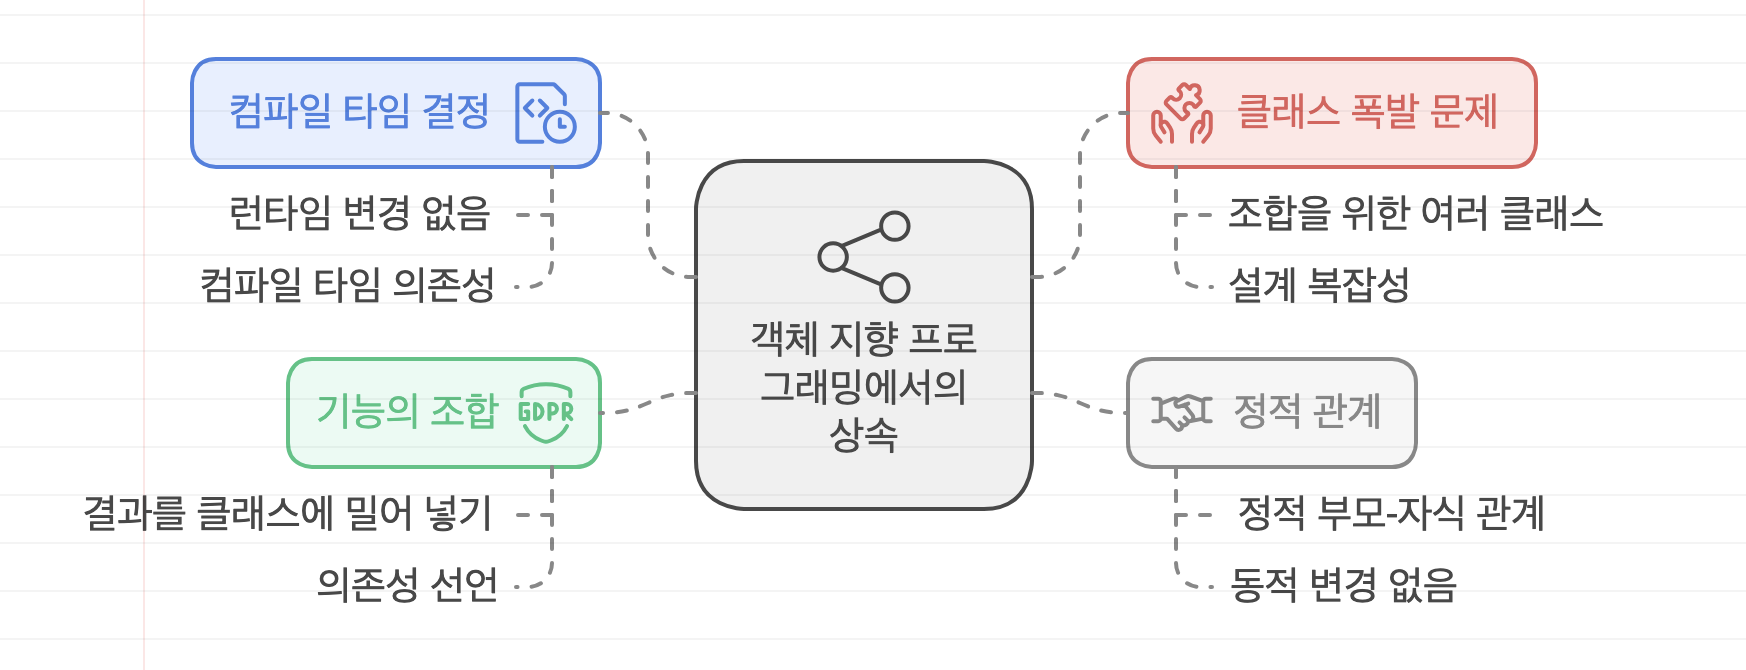 컴파일 타임 결정
런타임 변경 없음
컴파일 타임 의존성
기능의 조합
GDPR
결과를 클래스에 밀어 넣기
의존성 선언
객체 지향 프로
그래밍에서의
상속
클래스 폭발 문제
조합을 위한 여러 클래스
설계 복잡성
정적 관계
정적 부모-자식 관계
동적 변경 없음